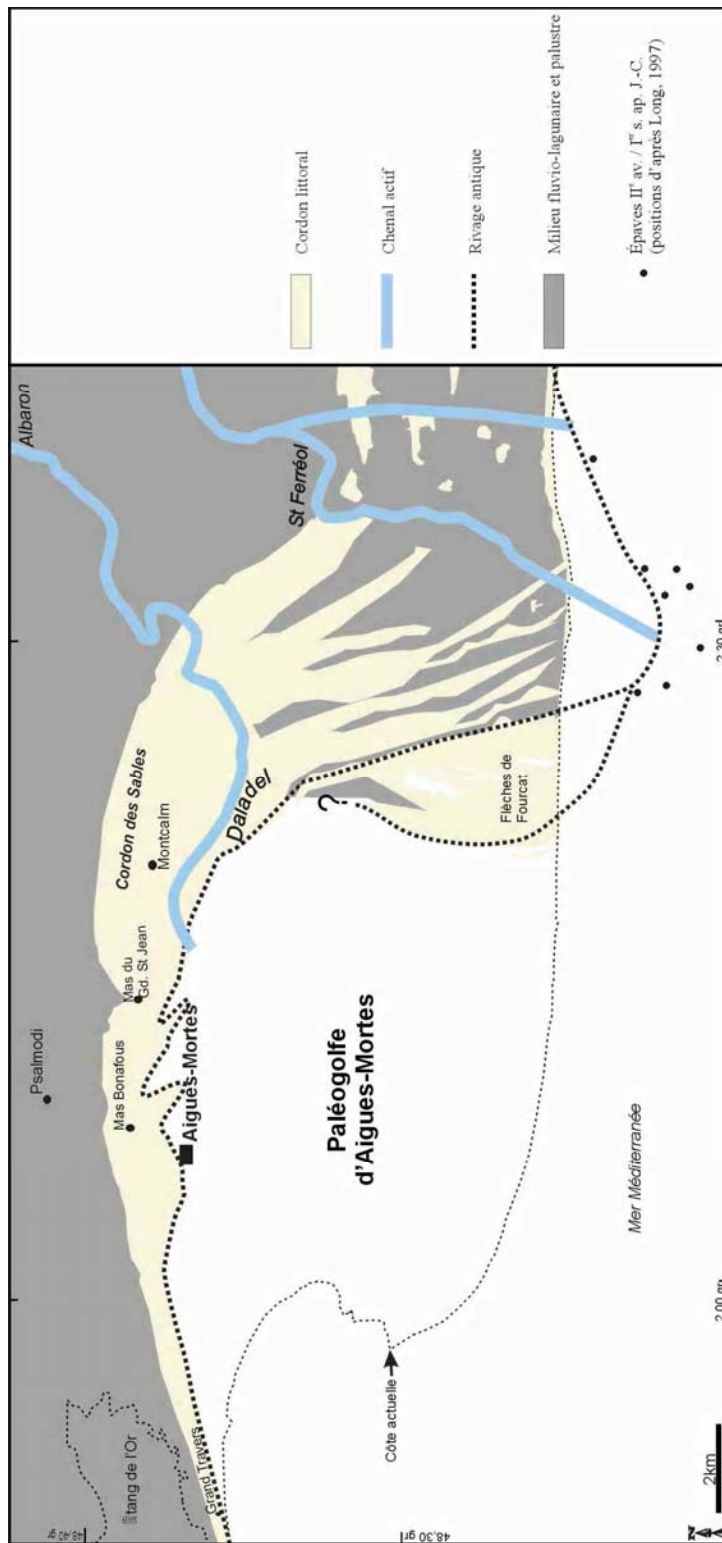 Albaron
St Ferréol
Cordon des Sables
Montcalm
Daladel
Mas du
Gd. St Jean
Psalmodi
Mas Bonafous
Aigues-Mortes
Paléogolfe
d'Aigues-Mortes
Flèches de
Fourcat
?
tang de l'Or
Grand Travers
Côte actuelle
Mer Méditerranée
48,40 gr
48,30 gr
2,00 gr
2,30 gr
N
2km
Cordon littoral
Chenal actif
Rivage antique
Milieu fluvio-lagunaire et palustre
Épaves IIe av. / Ier s. ap. J.-C.
(positions d'après Long, 1997)